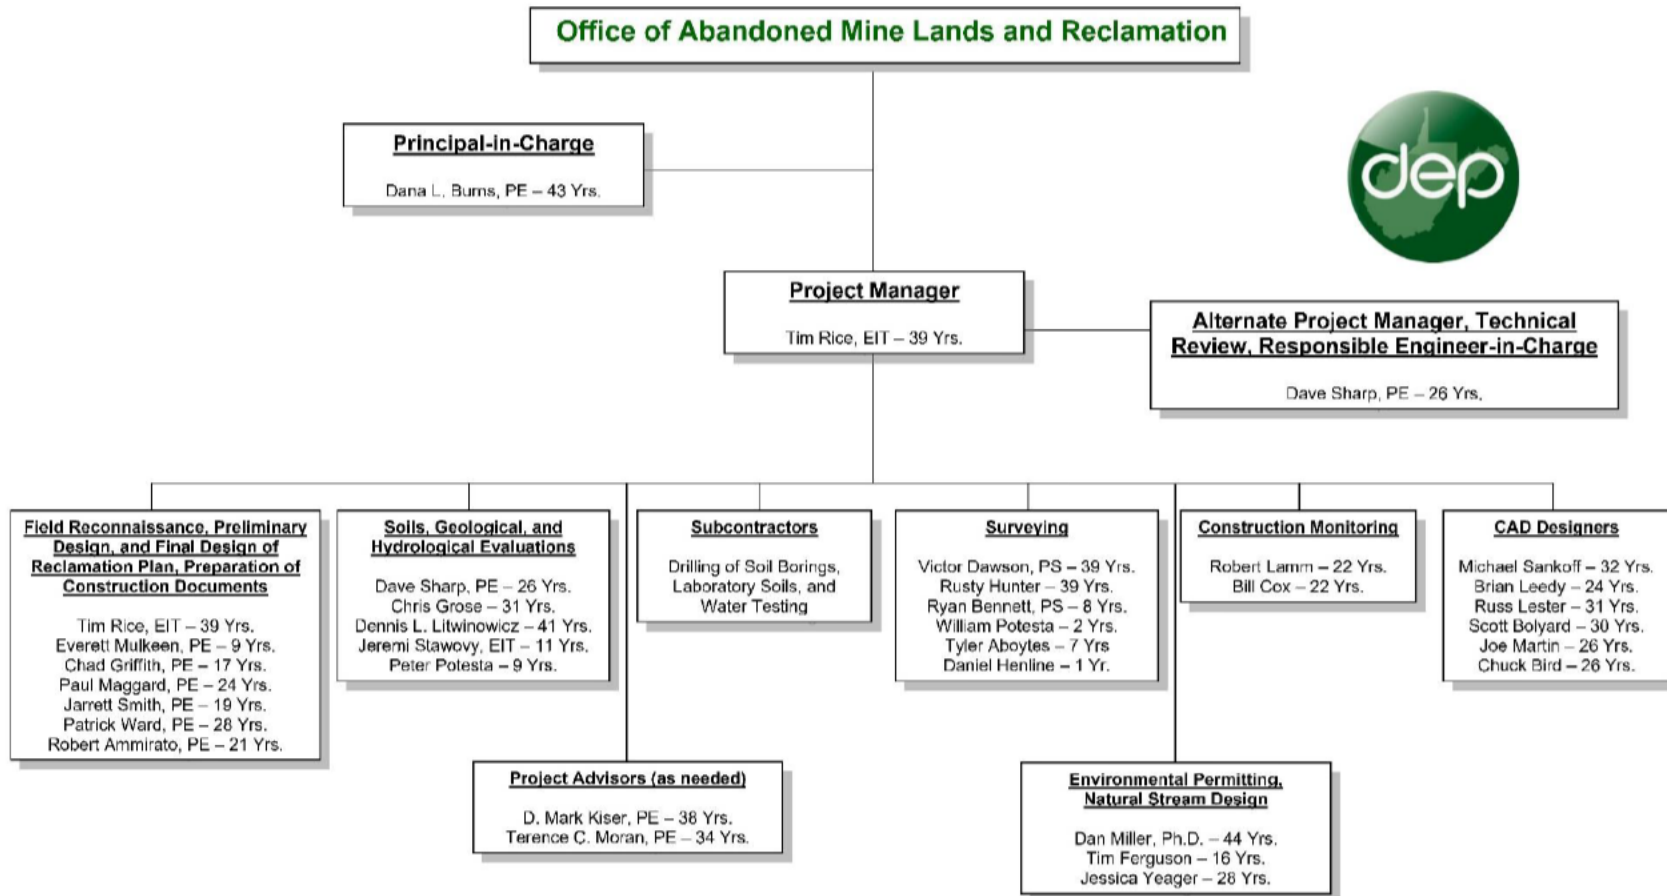 Office of Abandoned Mine Lands and Reclamation
Principal-in-Charge
Dana L. Burns, PE – 43 Yrs.
dep
Project Manager
Tim Rice, EIT – 39 Yrs.
Alternate Project Manager, Technical
Review, Responsible Engineer-in-Charge
Dave Sharp, PE – 26 Yrs.
Field Reconnaissance, Preliminary
Design, and Final Design of
Reclamation Plan, Preparation of
Construction Documents
Tim Rice, EIT – 39 Yrs.
Everett Mulkeen, PE – 9 Yrs.
Chad Griffith, PE – 17 Yrs.
Paul Maggard, PE – 24 Yrs.
Jarrett Smith, PE – 19 Yrs.
Patrick Ward, PE – 28 Yrs.
Robert Ammirato, PE – 21 Yrs.
Soils, Geological, and
Hydrological Evaluations
Dave Sharp, PE – 26 Yrs.
Chris Grose – 31 Yrs.
Dennis L. Litwinowicz – 41 Yrs.
Jeremi Stawovy, EIT – 11 Yrs.
Peter Potesta – 9 Yrs.
Subcontractors
Drilling of Soil Borings,
Laboratory Soils, and
Water Testing
Surveying
Victor Dawson, PS – 39 Yrs.
Rusty Hunter – 39 Yrs.
Ryan Bennett, PS – 8 Yrs.
William Potesta – 2 Yrs.
Tyler Aboytes – 7 Yrs
Daniel Henline – 1 Yr.
Construction Monitoring
Robert Lamm – 22 Yrs.
Bill Cox – 22 Yrs.
CAD Designers
Michael Sankoff – 32 Yrs.
Brian Leedy – 24 Yrs.
Russ Lester – 31 Yrs.
Scott Bolyard – 30 Yrs.
Joe Martin – 26 Yrs.
Chuck Bird – 26 Yrs.
Project Advisors (as needed)
D. Mark Kiser, PE – 38 Yrs.
Terence C. Moran, PE – 34 Yrs.
Environmental Permitting,
Natural Stream Design
Dan Miller, Ph.D. – 44 Yrs.
Tim Ferguson – 16 Yrs.
Jessica Yeager – 28 Yrs.